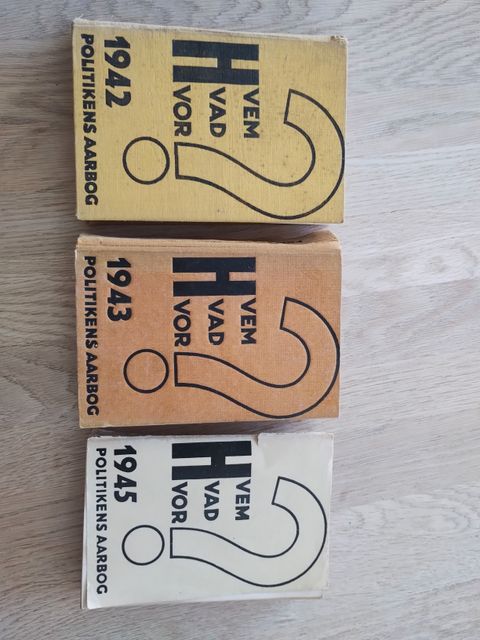 HVEM
VAD
VOR
?
1942
POLITIKENS AARBOG
HVEM
VAD
VOR
?
1943
POLITIKENS AARBOG
HVEM
VAD
VOR
?
1945
POLITIKENS AARBOG